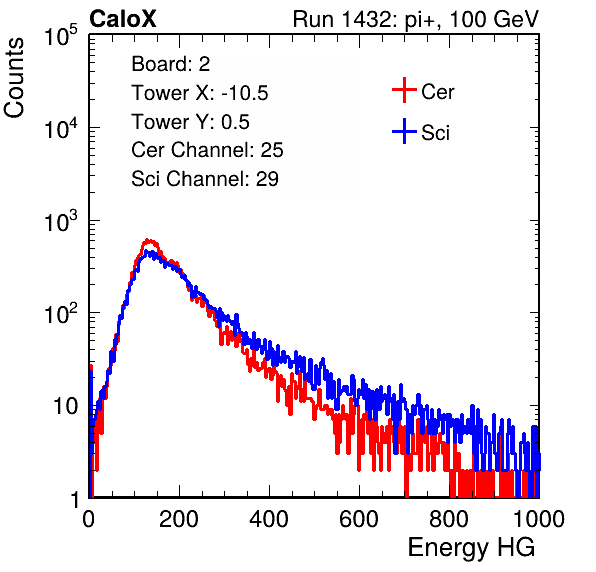 CaloX Run 1432: pi+, 100 GeV
Counts
Board: 2
Tower X: -10.5
Tower Y: 0.5
Cer Channel: 25
Sci Channel: 29
Cer
Sci
10^5
10^4
10^3
10^2
10
1
0 200 400 600 800 1000
Energy HG